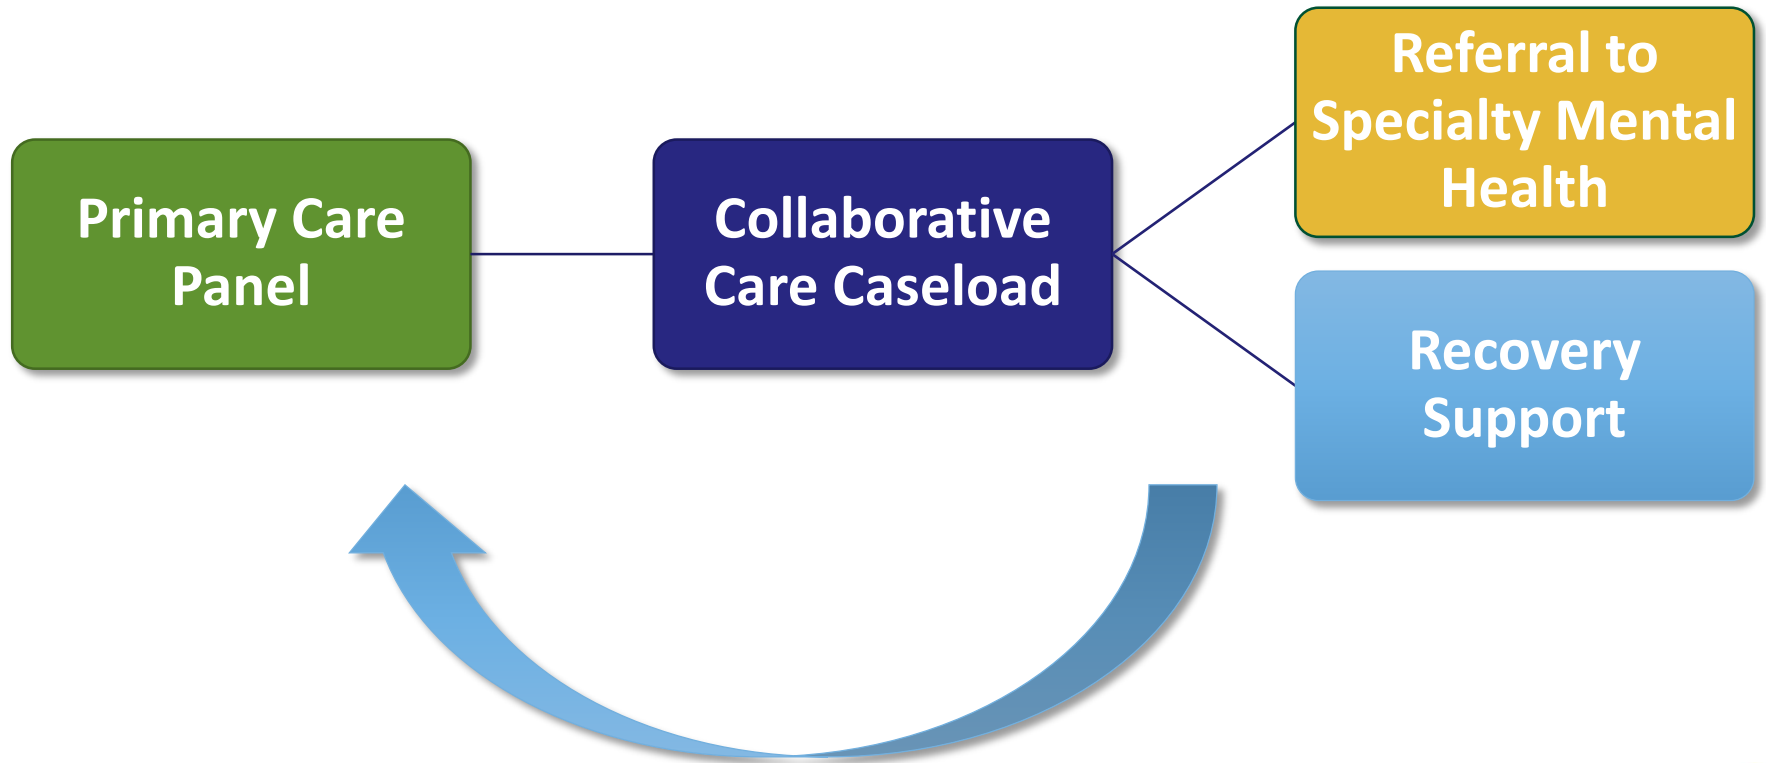 Primary Care
Panel
Collaborative
Care Caseload
Referral to
Specialty Mental
Health
Recovery
Support